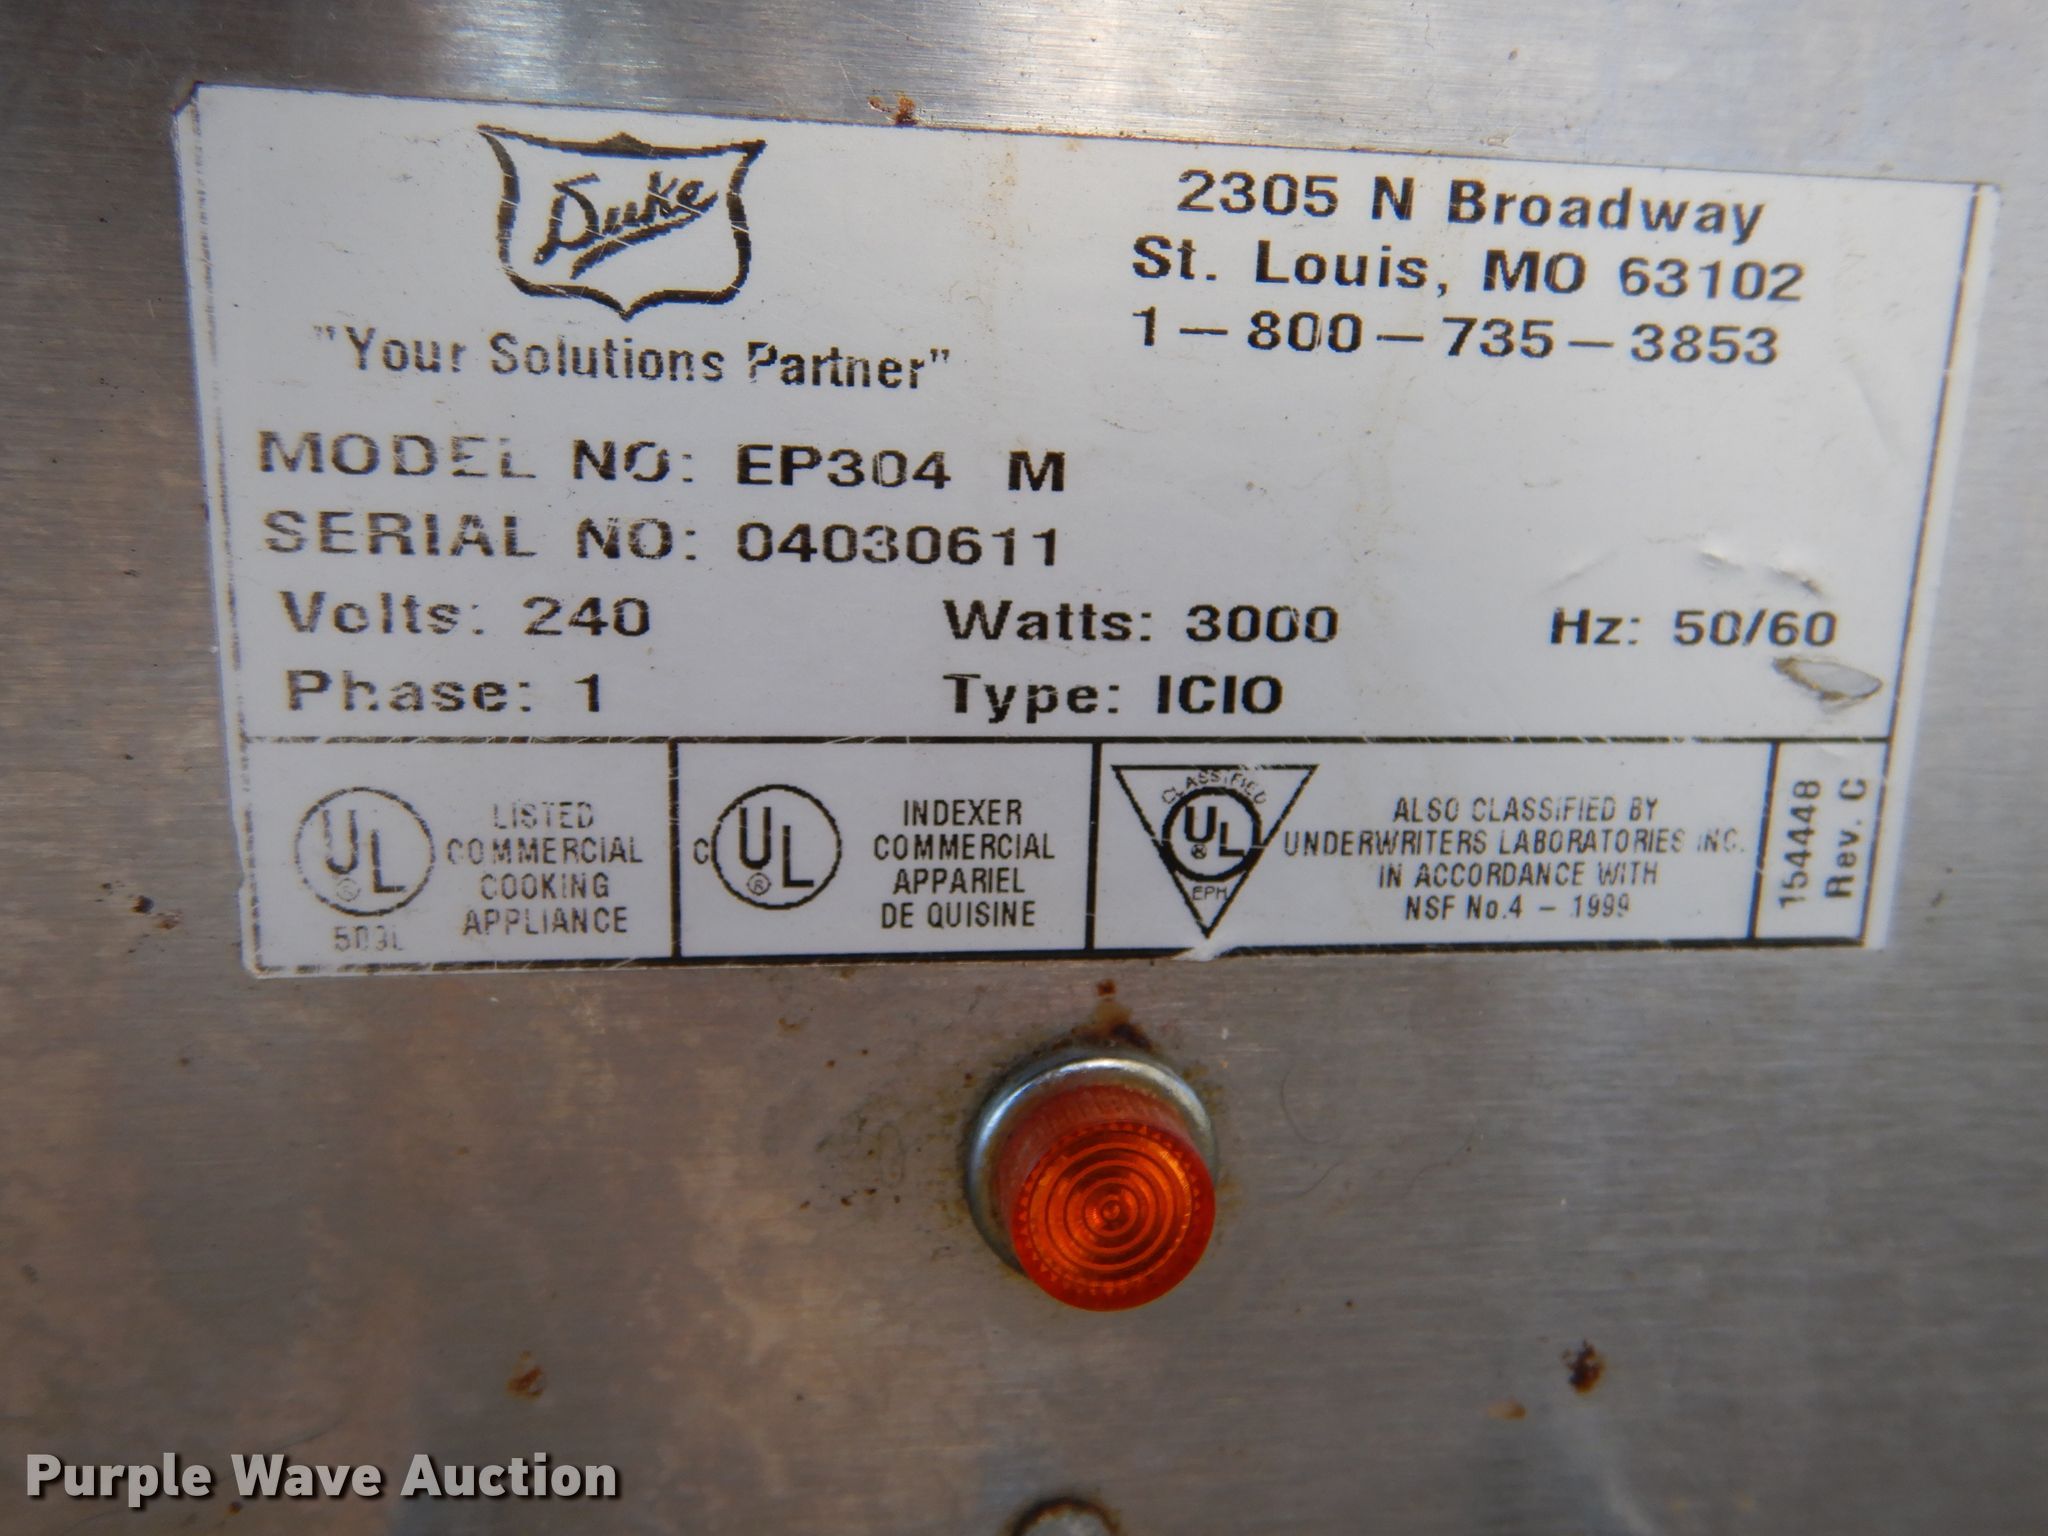 Duke
"Your Solutions Partner"
2305 N Broadway
St. Louis, MO 63102
1-800-735-3853
MODEL NO: EP304 M
SERIAL NO: 04030611
Volts: 240 Watts: 3000 Hz: 50/60
Phase: 1 Type: ICIO
UL ®
LISTED
COMMERCIAL
COOKING
APPLIANCE
C UL ®
INDEXER
COMMERCIAL
APPARIEL
DE QUISINE
CLASSIFIED
UL ®
EPH
ALSO CLASSIFIED BY
UNDERWRITERS LABORATORIES INC.
IN ACCORDANCE WITH
NSF No.4 - 1999
154448
Rev. C
Purple Wave Auction